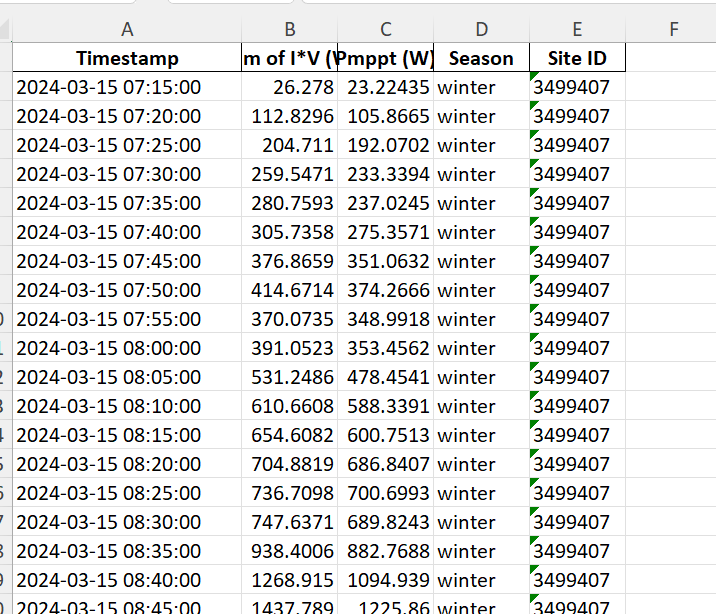 A B C D E F
Timestamp m of I*V (V Pmppt (W) Season Site ID
2024-03-15 07:15:00 26.278 23.22435 winter 3499407
2024-03-15 07:20:00 112.8296 105.8665 winter 3499407
2024-03-15 07:25:00 204.711 192.0702 winter 3499407
2024-03-15 07:30:00 259.5471 233.3394 winter 3499407
2024-03-15 07:35:00 280.7593 237.0245 winter 3499407
2024-03-15 07:40:00 305.7358 275.3571 winter 3499407
2024-03-15 07:45:00 376.8659 351.0632 winter 3499407
2024-03-15 07:50:00 414.6714 374.2666 winter 3499407
0 2024-03-15 07:55:00 370.0735 348.9918 winter 3499407
1 2024-03-15 08:00:00 391.0523 353.4562 winter 3499407
2 2024-03-15 08:05:00 531.2486 478.4541 winter 3499407
3 2024-03-15 08:10:00 610.6608 588.3391 winter 3499407
4 2024-03-15 08:15:00 654.6082 600.7513 winter 3499407
5 2024-03-15 08:20:00 704.8819 686.8407 winter 3499407
6 2024-03-15 08:25:00 736.7098 700.6993 winter 3499407
7 2024-03-15 08:30:00 747.6371 689.8243 winter 3499407
8 2024-03-15 08:35:00 938.4006 882.7688 winter 3499407
9 2024-03-15 08:40:00 1268.915 1094.939 winter 3499407
0 2024-03-15 08:45:00 1437.789 1225.86 winter 3499407